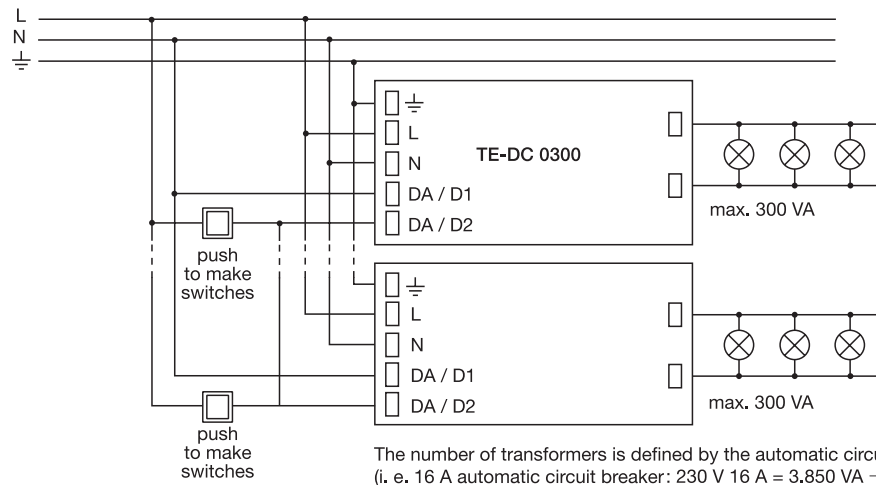 L
N
L
N
TE-DC 0300
DA / D1
DA / D2
max. 300 VA
push
to make
switches
L
N
DA / D1
DA / D2
max. 300 VA
push
to make
switches
The number of transformers is defined by the automatic
(i. e. 16 A automatic circuit breaker: 230 V 16 A = 3.850 VA –